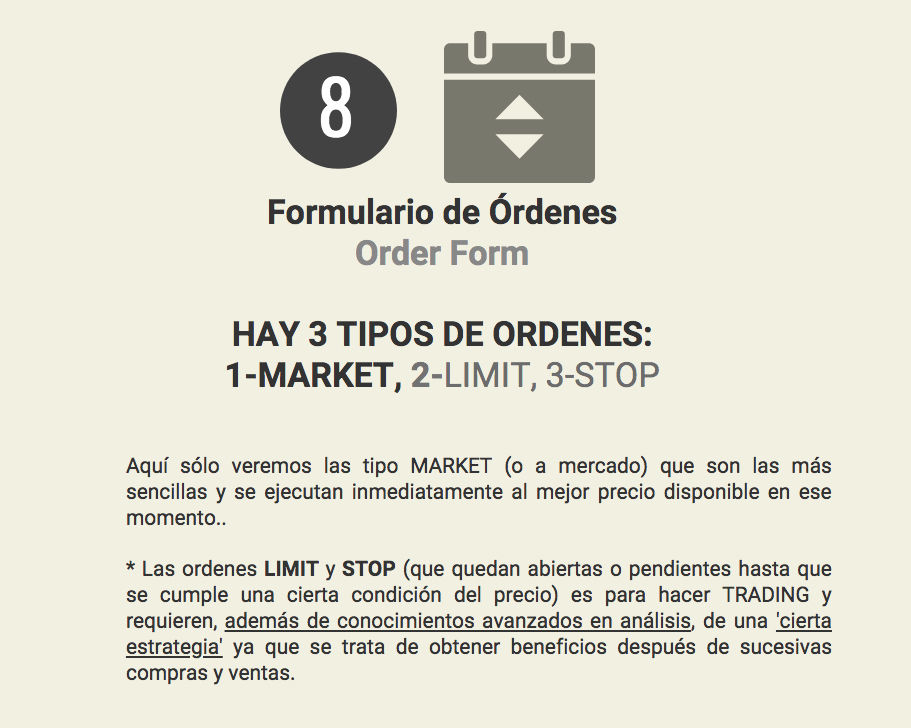 8
Formulario de Órdenes
Order Form
HAY 3 TIPOS DE ORDENES:
1-MARKET, 2-LIMIT, 3-STOP
Aquí sólo veremos las tipo MARKET (o a mercado) que son las más
sencillas y se ejecutan inmediatamente al mejor precio disponible en ese
momento..
* Las ordenes LIMIT y STOP (que quedan abiertas o pendientes hasta que
se cumple una cierta condición del precio) es para hacer TRADING y
requieren, además de conocimientos avanzados en análisis, de una 'cierta
estrategia' ya que se trata de obtener beneficios después de sucesivas
compras y ventas.